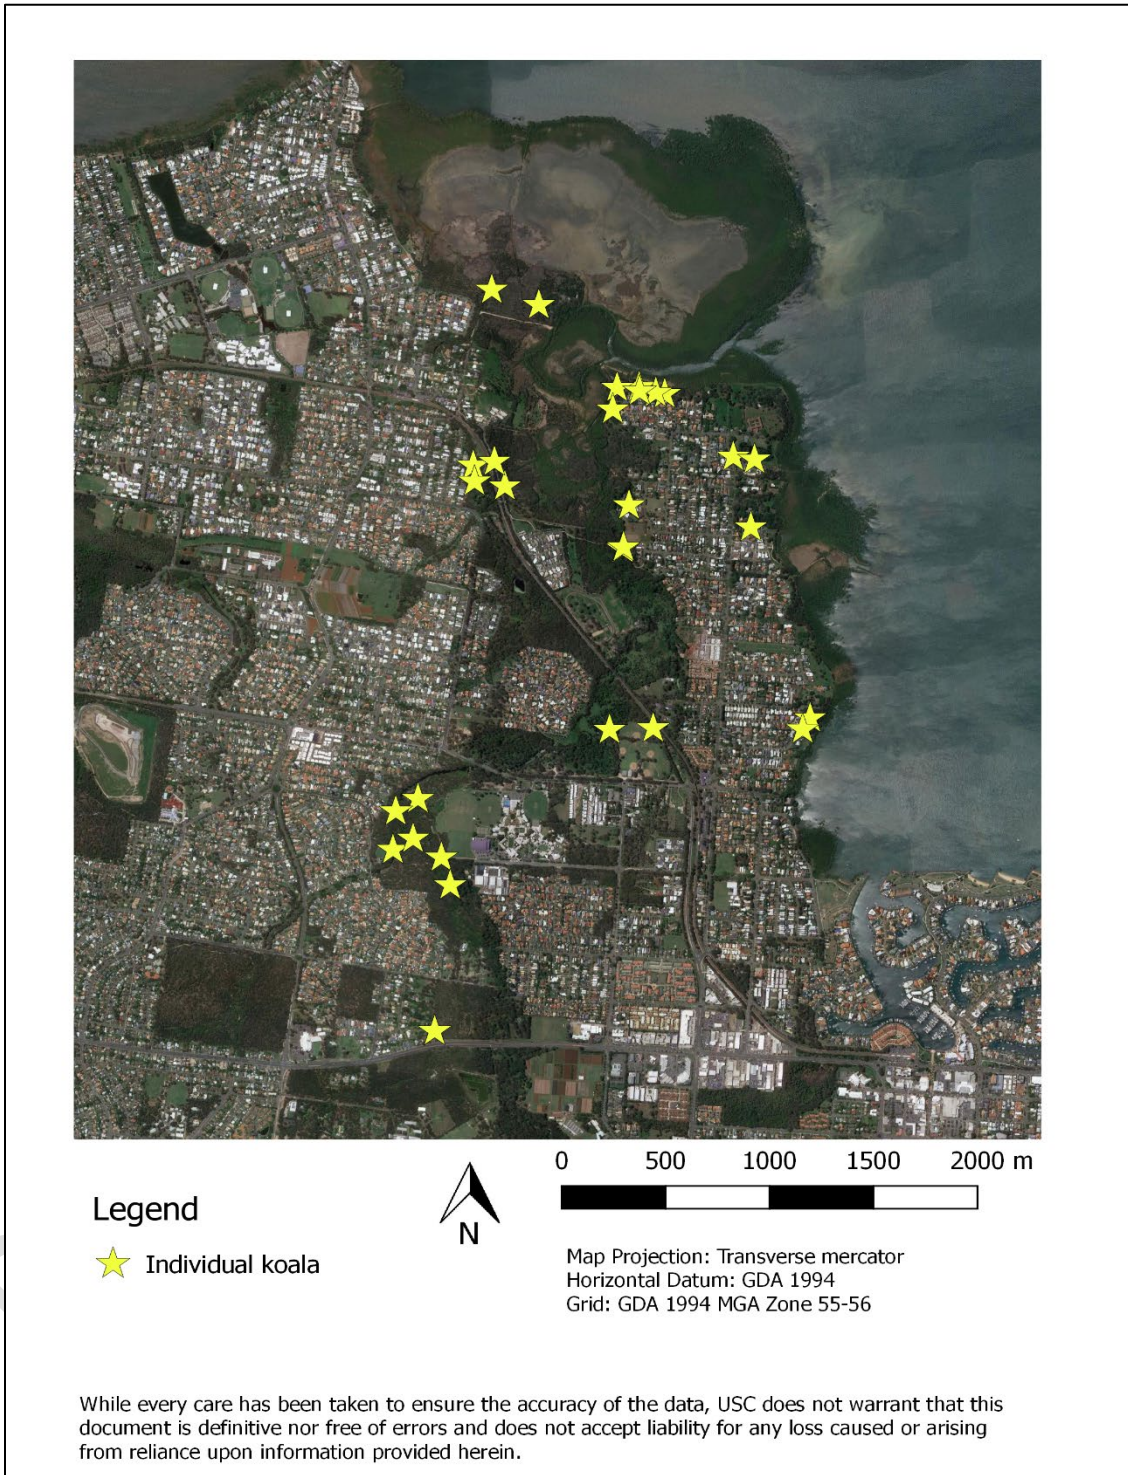 0 500 1000 1500 2000 m
Legend
N
Individual koala
Map Projection: Transverse mercator
Horizontal Datum: GDA 1994
Grid: GDA 1994 MGA Zone 55-56
While every care has been taken to ensure the accuracy of the data, USC does not warrant that this
document is definitive nor free of errors and does not accept liability for any loss caused or arising
from reliance upon information provided herein.